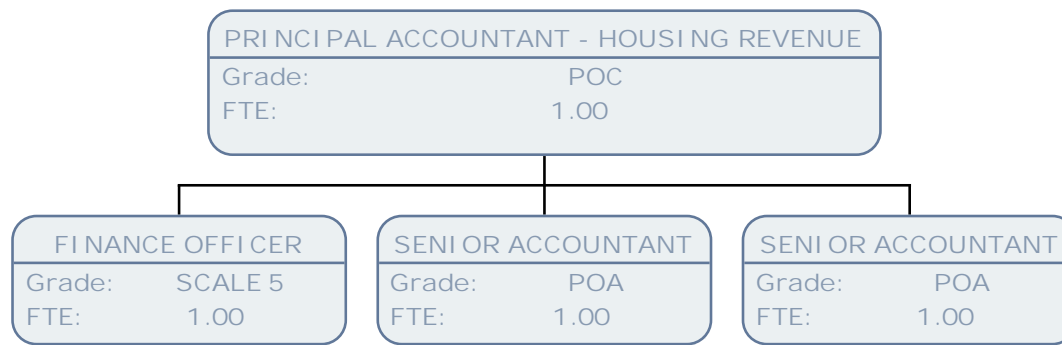 PRINCIPAL ACCOUNTANT - HOUSING REVENUE
Grade: POC
FTE: 1.00
FINANCE OFFICER
Grade: SCALE 5
FTE: 1.00
SENIOR ACCOUNTANT
Grade: POA
FTE: 1.00
SENIOR ACCOUNTANT
Grade: POA
FTE: 1.00